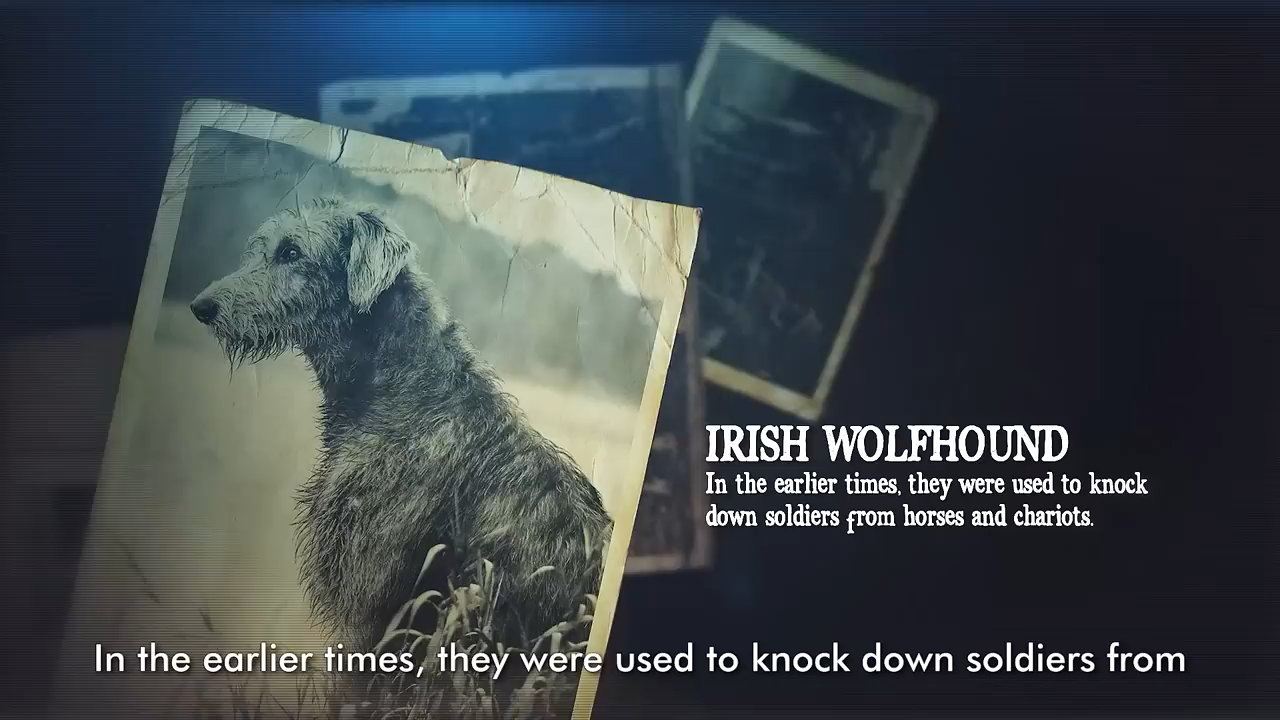 IRISH WOLFHOUND
In the earlier times, they were used to knock
down soldiers from horses and chariots.
In the earlier times, they were used to knock down soldiers from